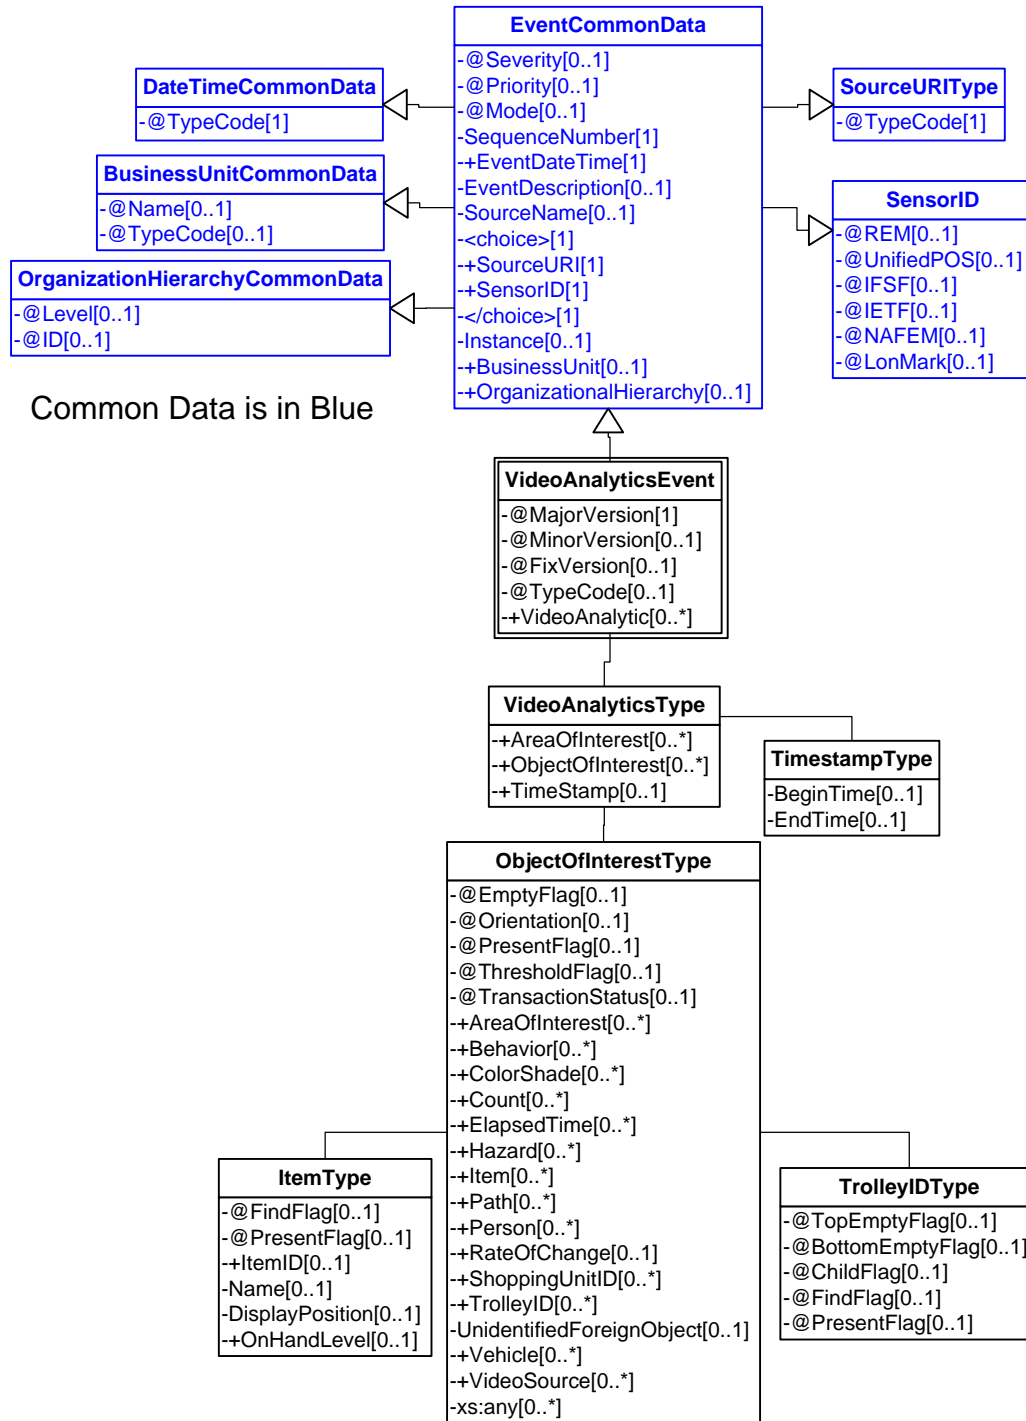 EventCommonData
-@Severity[0..1]
-@Priority[0..1]
-@Mode[0..1]
-SequenceNumber[1]
-+EventDateTime[1]
-EventDescription[0..1]
-SourceName[0..1]
-<choice>[1]
-+SourceURI[1]
-+SensorID[1]
-</choice>[1]
-Instance[0..1]
-+BusinessUnit[0..1]
-+OrganizationalHierarchy[0..1]
DateTimeCommonData
-@TypeCode[1]
BusinessUnitCommonData
-@Name[0..1]
-@TypeCode[0..1]
OrganizationHierarchyCommonData
-@Level[0..1]
-@ID[0..1]
SourceURIType
-@TypeCode[1]
SensorID
-@REM[0..1]
-@UnifiedPOS[0..1]
-@IFSF[0..1]
-@IETF[0..1]
-@NAFEM[0..1]
-@LonMark[0..1]
Common Data is in Blue
VideoAnalyticsEvent
-@MajorVersion[1]
-@MinorVersion[0..1]
-@FixVersion[0..1]
-@TypeCode[0..1]
-+VideoAnalytic[0..*]
VideoAnalyticsType
-+AreaOfInterest[0..*]
-+ObjectOfInterest[0..*]
-+TimeStamp[0..1]
TimestampType
-BeginTime[0..1]
-EndTime[0..1]
ObjectOfInterestType
-@EmptyFlag[0..1]
-@Orientation[0..1]
-@PresentFlag[0..1]
-@ThresholdFlag[0..1]
-@TransactionStatus[0..1]
-+AreaOfInterest[0..*]
-+Behavior[0..*]
-+ColorShade[0..*]
-+Count[0..*]
-+ElapsedTime[0..*]
-+Hazard[0..*]
-+Item[0..*]
-+Path[0..*]
-+Person[0..*]
-+RateOfChange[0..1]
-+ShoppingUnitID[0..*]
-+TrolleyID[0..*]
-UnidentifiedForeignObject[0..1]
-+Vehicle[0..*]
-+VideoSource[0..*]
-xs:any[0..*]
ItemType
-@FindFlag[0..1]
-@PresentFlag[0..1]
-+ItemID[0..1]
-Name[0..1]
-DisplayPosition[0..1]
-+OnHandLevel[0..1]
TrolleyIDType
-@TopEmptyFlag[0..1]
-@BottomEmptyFlag[0..1]
-@ChildFlag[0..1]
-@FindFlag[0..1]
-@PresentFlag[0..1]